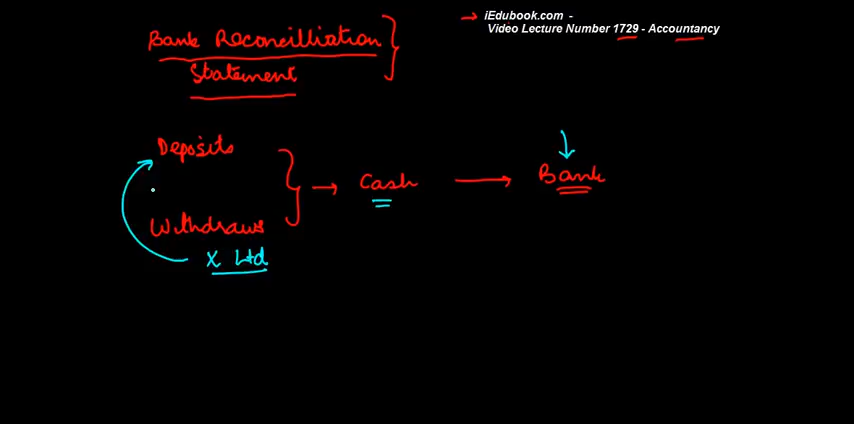 iEdubook.com -
Video Lecture Number 1729 - Accountancy
Bank Reconcilliation
Statement
Deposits
Cash
Bank
Withdraws
X Ltd